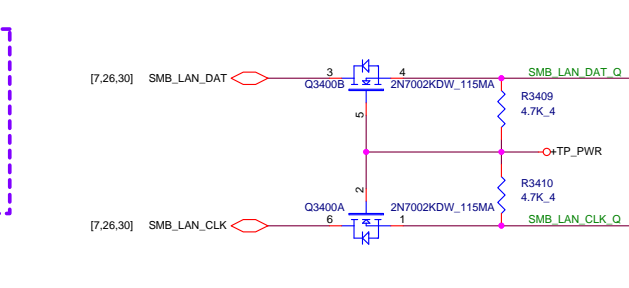 [7,26,30] SMB_LAN_DAT 3 4 SMB_LAN_DAT_Q
Q3400B 2N7002KDW_115MA
R3409
4.7K_4
5
+TP_PWR
2
R3410
4.7K_4
Q3400A 2N7002KDW_115MA
[7,26,30] SMB_LAN_CLK 6 1 SMB_LAN_CLK_Q